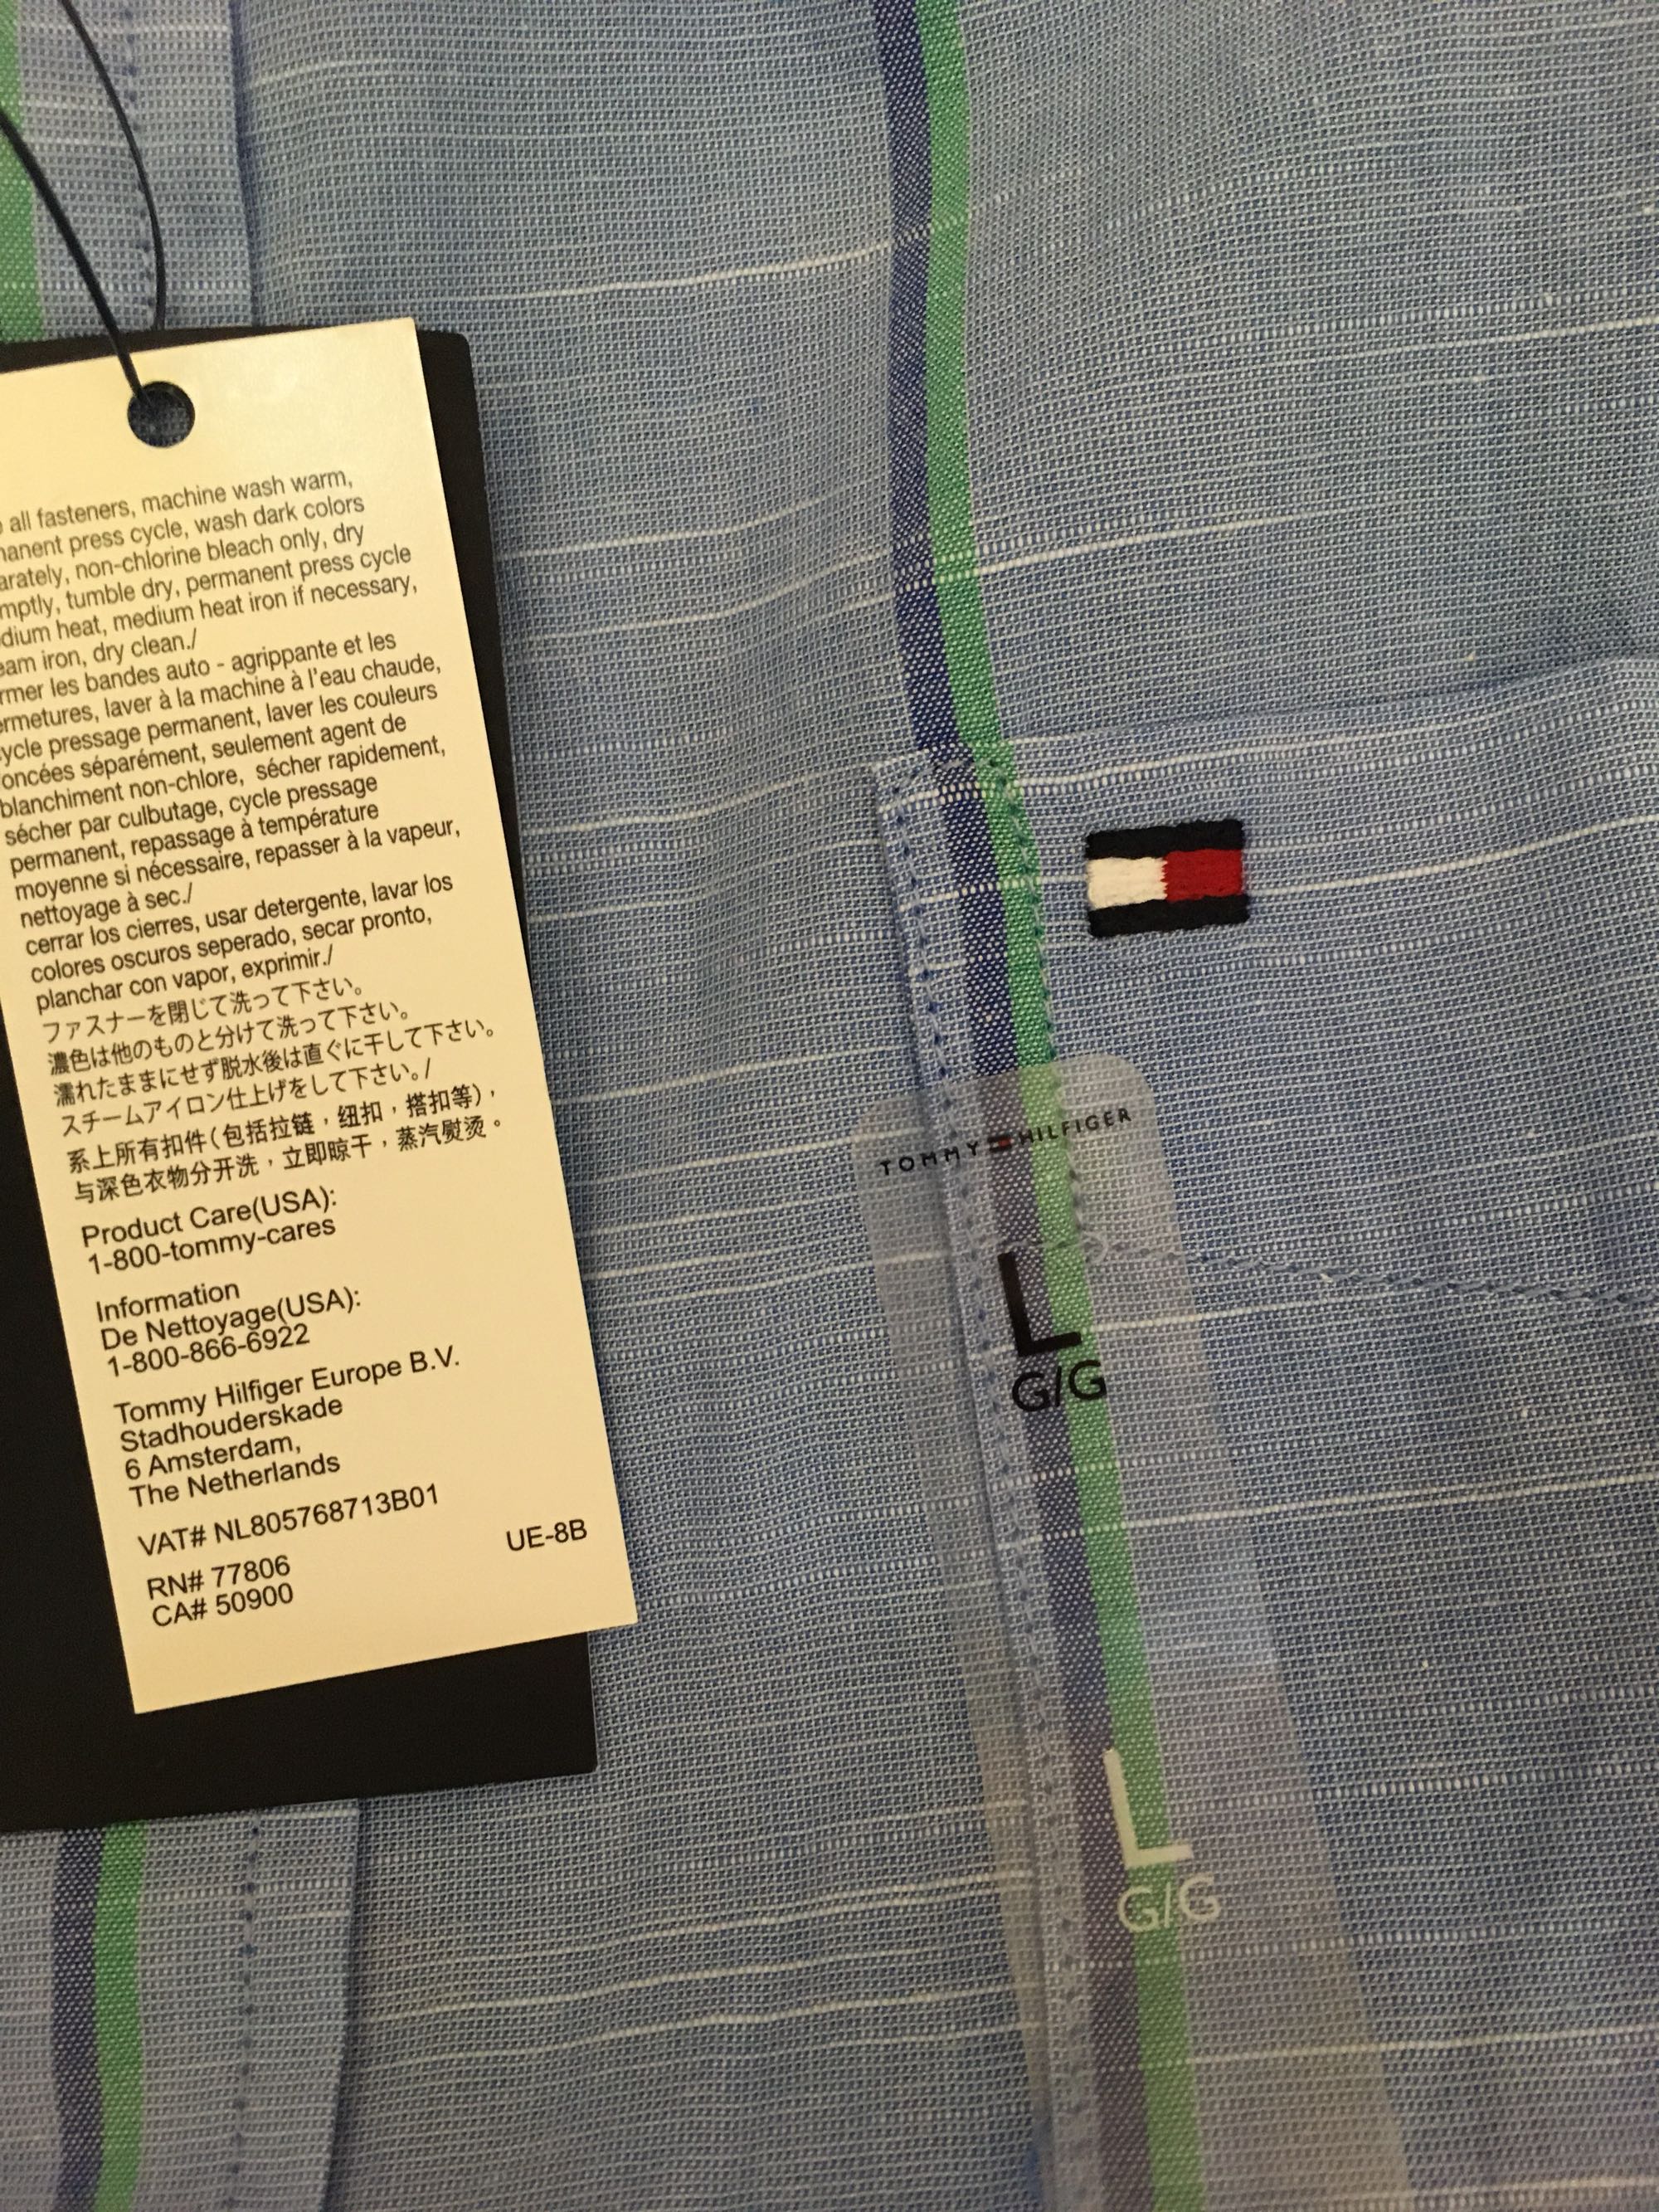 all fasteners, machine wash warm,
press cycle, wash dark colors
non-chlorine bleach only, dry
tumble dry, permanent press cycle
heat, medium heat iron if necessary,
iron, dry clean./
les bandes auto - agrippante et les
laver à la machine à l'eau chaude,
cycle pressage permanent, laver les couleurs
foncées séparément, seulement agent de
blanchiment non-chlore, sécher rapidement,
sécher par culbutage, cycle pressage
permanent, repassage à température
moyenne si nécessaire, repasser à la vapeur,
nettoyage à sec./
cerrar los cierres, usar detergente, lavar los
colores oscuros seperado, secar pronto,
planchar con vapor, exprimir./
ファスナーを閉じて洗って下さい。
濃色は他のものと分けて洗って下さい。
濡れたままにせず脱水後は直ぐに干して下さい。
スチームアイロン仕上げをして下さい。/
系上所有扣件(包括拉链，纽扣，搭扣等)，
与深色衣物分开洗，立即晾干，蒸汽熨烫。
Product Care(USA):
1-800-tommy-cares
Information
De Nettoyage(USA):
1-800-866-6922
Tommy Hilfiger Europe B.V.
Stadhouderskade
6 Amsterdam,
The Netherlands
VAT# NL805768713B01
UE-8B
RN# 77806
CA# 50900
TOMMY HILFIGER
L
G/G
L
G/G